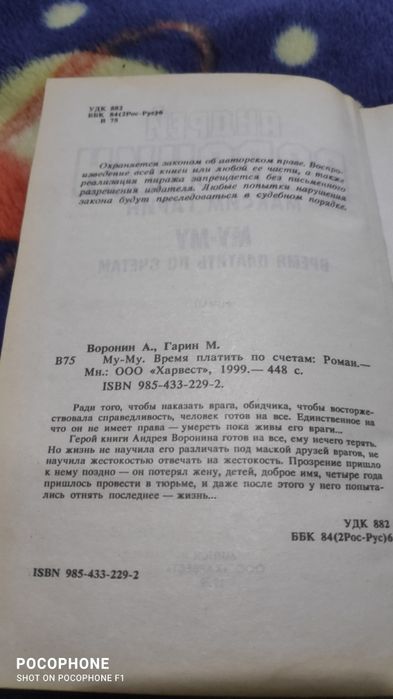 УДК 882
ББК 84(2Рос-Рус)6
В 75
Охраняется законом об авторском праве. Воспро-
изведение всей книги или любой ее части, а также
реализация тиража запрещается без письменного
разрешения издателя. Любые попытки нарушения
закона будут преследоваться в судебном порядке.
Воронин А., Гарин М.
В75 Му-Му. Время платить по счетам: Роман.—
Мн.: ООО «Харвест», 1999.— 448 с.
ISBN 985-433-229-2.
Ради того, чтобы наказать врага, обидчика, чтобы восторже-
ствовала справедливость, человек готов на все. Единственное на
что он не имеет права — умереть пока живы его враги...
Герой книги Андрея Воронина готов на все, ему нечего терять.
Но жизнь не научила его различать под маской друзей врагов, не
научила жестокостью отвечать на жестокость. Прозрение пришло
к нему поздно — он потерял жену, детей, доброе имя, четыре года
пришлось провести в тюрьме, и даже после этого у него попыта-
лись отнять последнее — жизнь...
УДК 882
ББК 84(2Рос-Рус)6
ISBN 985-433-229-2
POCOPHONE
SHOT ON POCOPHONE F1